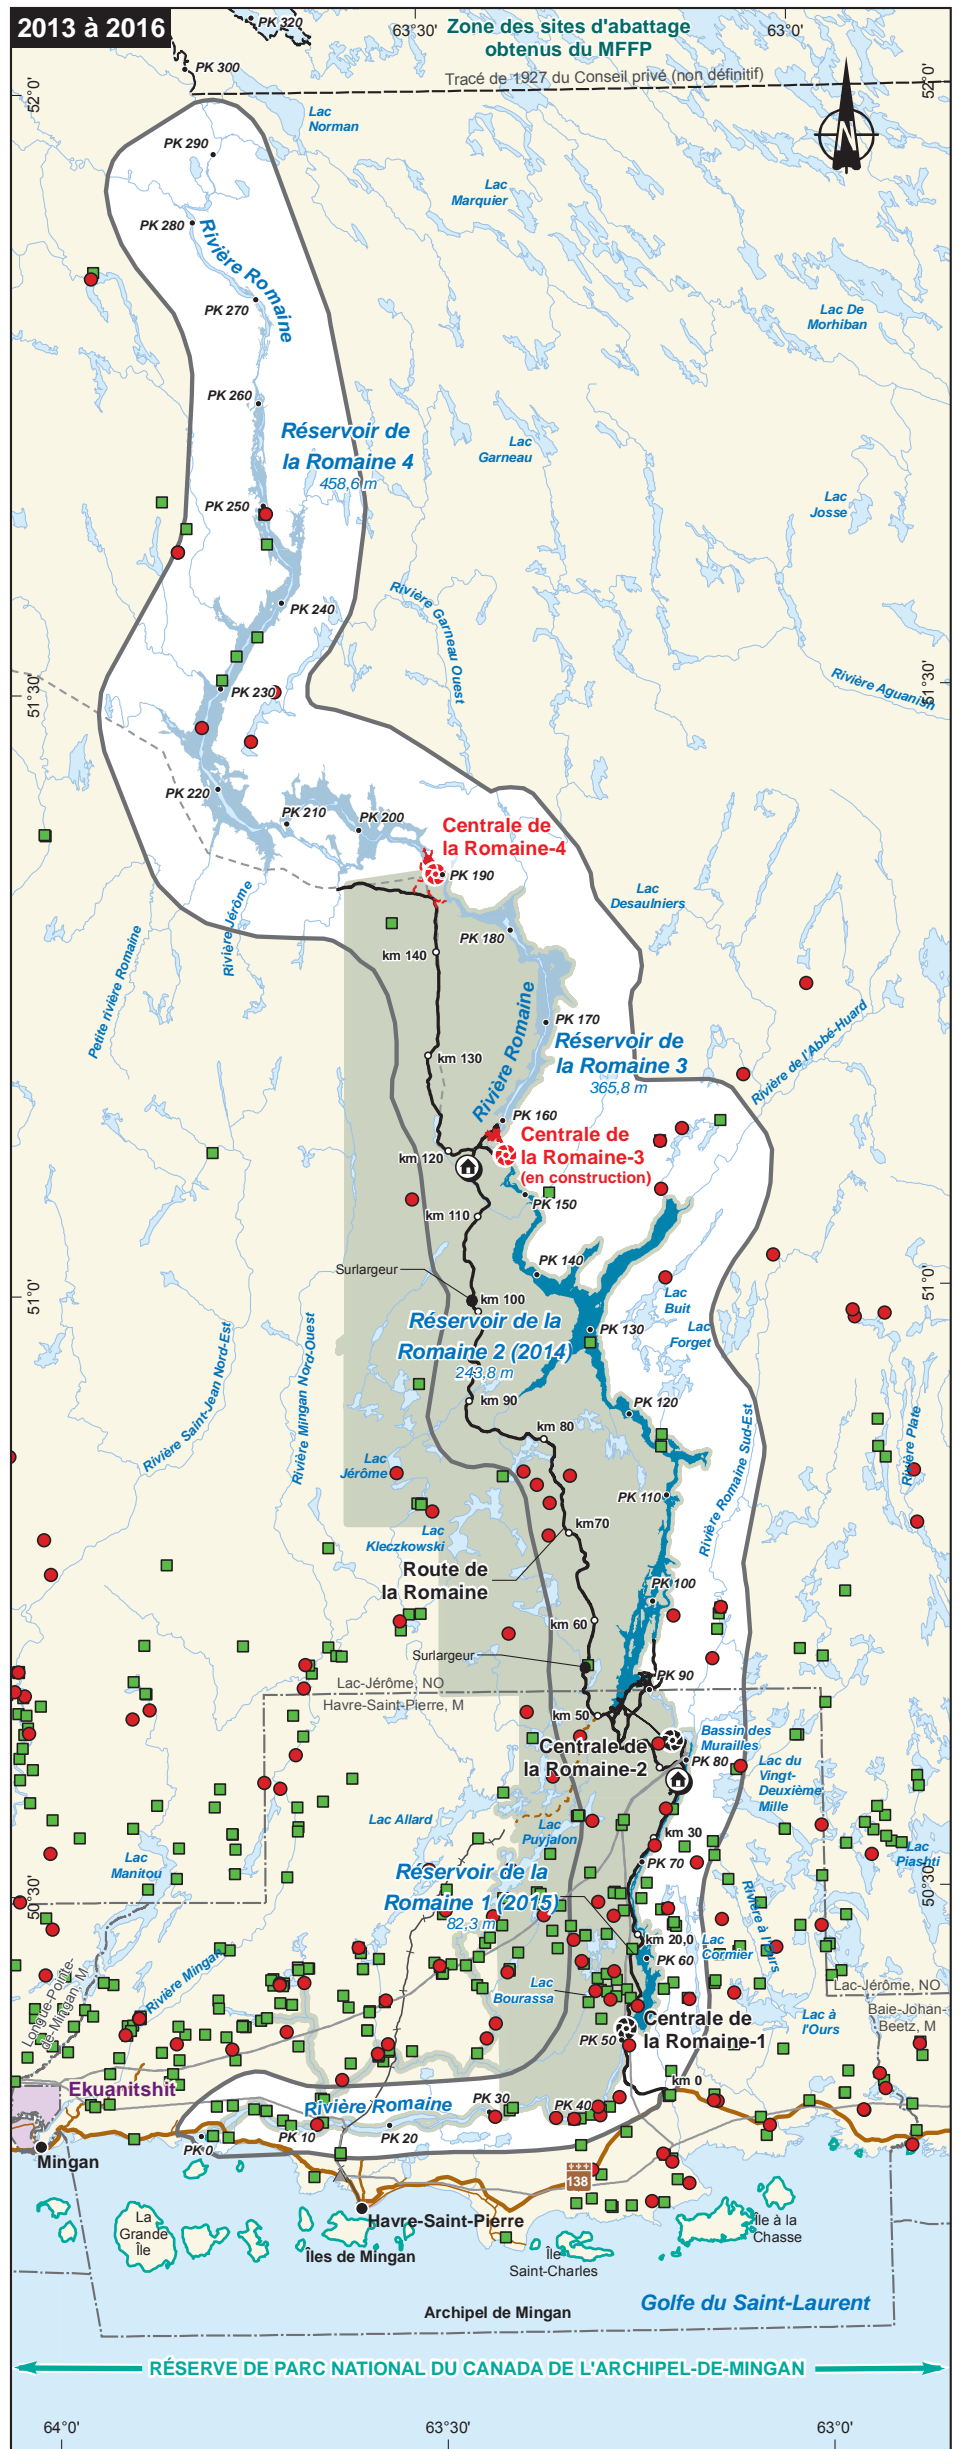 2013 à 2016
PK 320
63°30'
Zone des sites d'abattage
obtenus du MFFP
63°0'
PK 300
Tracé de 1927 du Conseil privé (non définitif)
52°0'
52°0'
Lac
Norman
N
PK 290
Lac
Marquier
PK 280
Rivière Romaine
PK 270
Lac De
Morhiban
PK 260
Réservoir de
la Romaine 4
458,6 m
Lac
Garneau
PK 250
Lac
Josse
PK 240
Rivière Garneau Ouest
51°30'
PK 230
Rivière Aguanish
51°30'
PK 220
PK 210
PK 200
Centrale de
la Romaine-4
PK 190
Rivière Jérôme
Lac
Desaulniers
Petite rivière Romaine
km 140
PK 180
PK 170
Rivière Romaine
Réservoir de
la Romaine 3
365,8 m
km 130
Rivière de l'Abbé-Huard
PK 160
Centrale de
la Romaine-3
(en construction)
km 120
PK 150
km 110
PK 140
Surlargeur
51°0'
51°0'
km 100
Lac
Buit
Réservoir de la
Romaine 2 (2014)
243,8 m
PK 130
Lac
Forget
Rivière Saint-Jean Nord-Est
Rivière Mingan Nord-Ouest
km 90
PK 120
km 80
Rivière Romaine Sud-Est
Rivière Plate
Lac
Jérôme
PK 110
km70
Lac
Kleczkowski
Route de
la Romaine
PK 100
km 60
Surlargeur
PK 90
Lac-Jérôme, NO
Havre-Saint-Pierre, M
km 50
Bassin des
Murailles
Centrale de
la Romaine-2
PK 80
Lac du
Vingt-
Deuxième
Mille
Lac Allard
Lac
Puyjalon
km 30
Lac
Manitou
PK 70
Lac
Piashti
Réservoir de la
Romaine 1 (2015)
82,3 m
50°30'
50°30'
km 20,0
Lac
Cormier
Rivière à l'Ours
PK 60
Rivière Mingan
Longue-Pointe-
de-Mingan, M
Lac
Bourassa
Lac-Jérôme, NO
Baie-Johan-
Beetz, M
Lac à
l'Ours
Centrale de
la Romaine-1
PK 50
km 0
Ekuanitshit
Rivière Romaine
PK 30
PK 40
PK 10
PK 20
PK 0
Mingan
138
Havre-Saint-Pierre
La
Grande
Île
Îles de Mingan
Île
Saint-Charles
Île à la
Chasse
Golfe du Saint-Laurent
Archipel de Mingan
RÉSERVE DE PARC NATIONAL DU CANADA DE L'ARCHIPEL-DE-MINGAN
64°0'
63°30'
63°0'